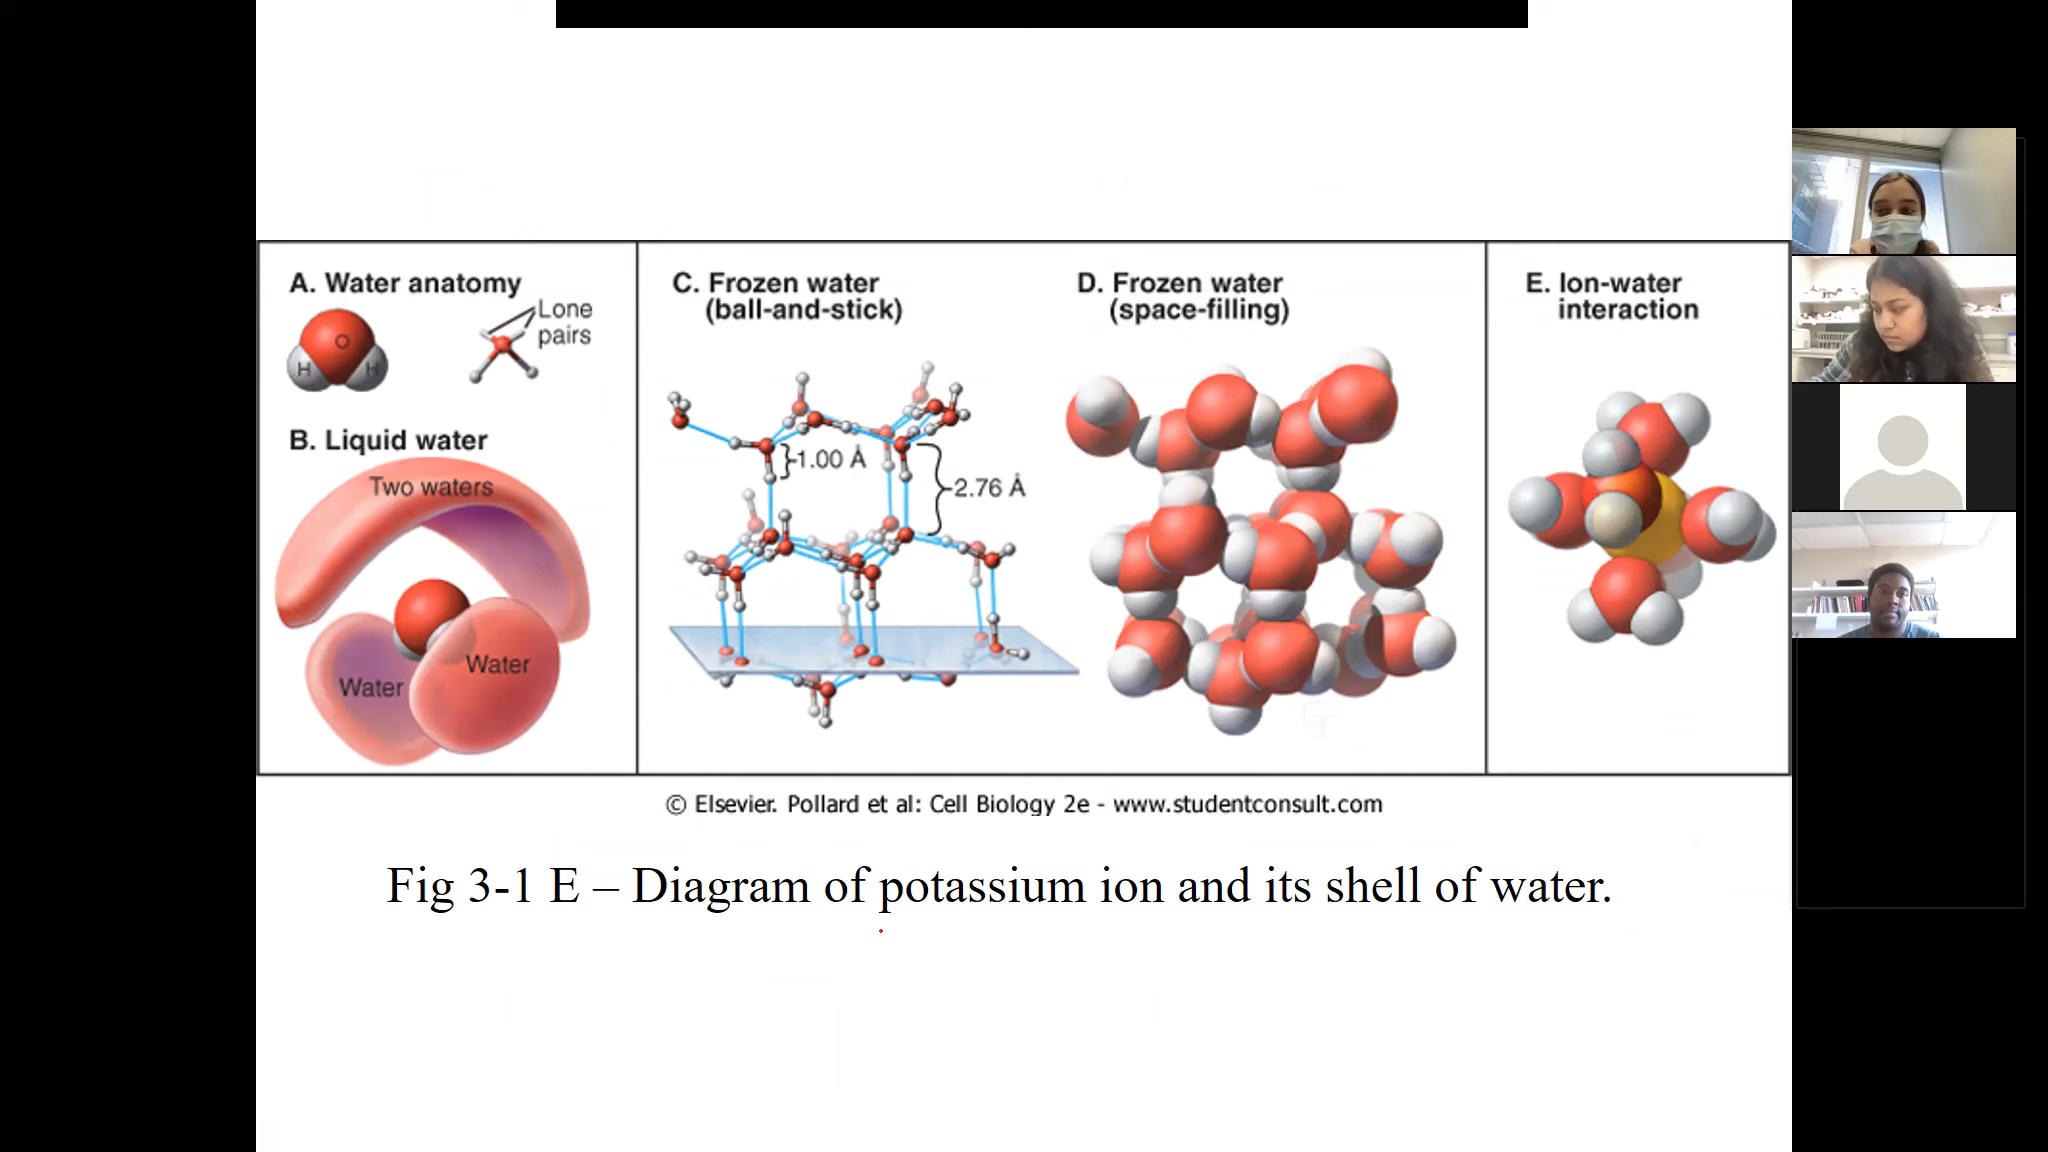 A. Water anatomy
O
H
H
Lone
pairs
B. Liquid water
Two waters
Water
Water
C. Frozen water
(ball-and-stick)
1.00 Å
2.76 Å
D. Frozen water
(space-filling)
E. Ion-water
interaction
© Elsevier. Pollard et al: Cell Biology 2e - www.studentconsult.com
Fig 3-1 E – Diagram of potassium ion and its shell of water.